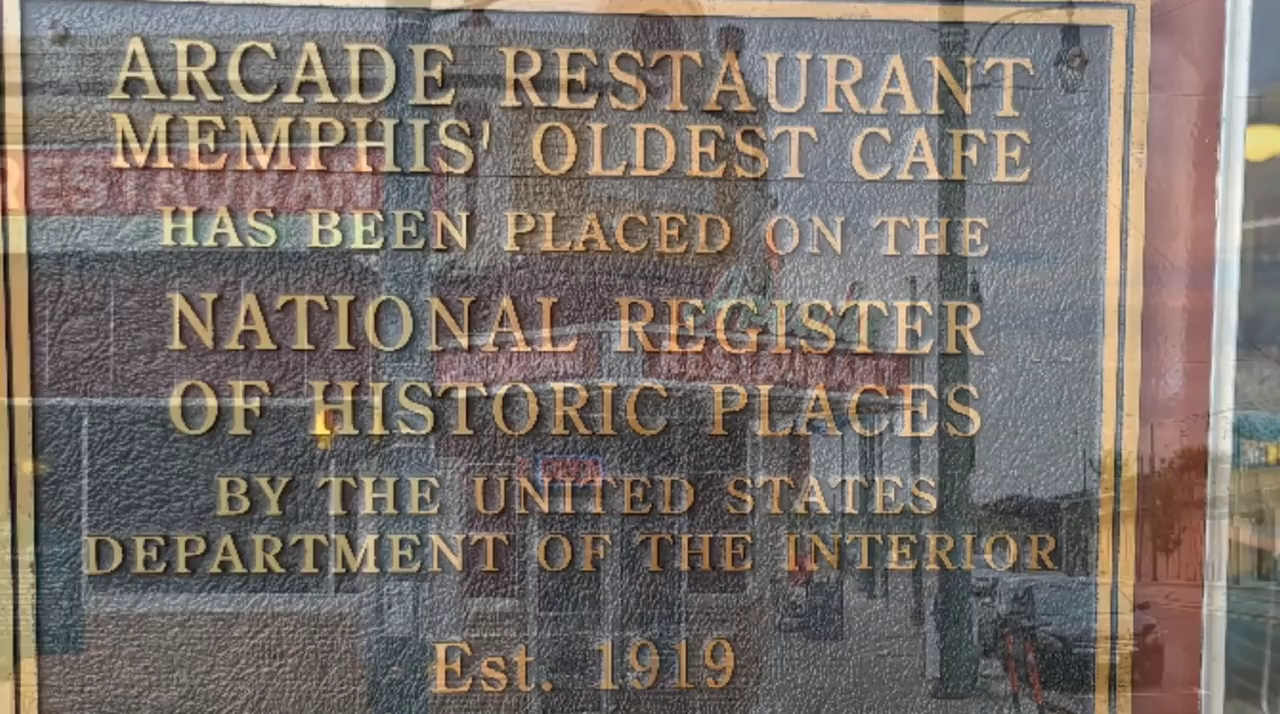 ARCADE RESTAURANT
MEMPHIS' OLDEST CAFE
RESTAURANT
HAS BEEN PLACED ON THE
NATIONAL REGISTER
OF HISTORIC PLACES
BY THE UNITED STATES
DEPARTMENT OF THE INTERIOR
Est. 1919